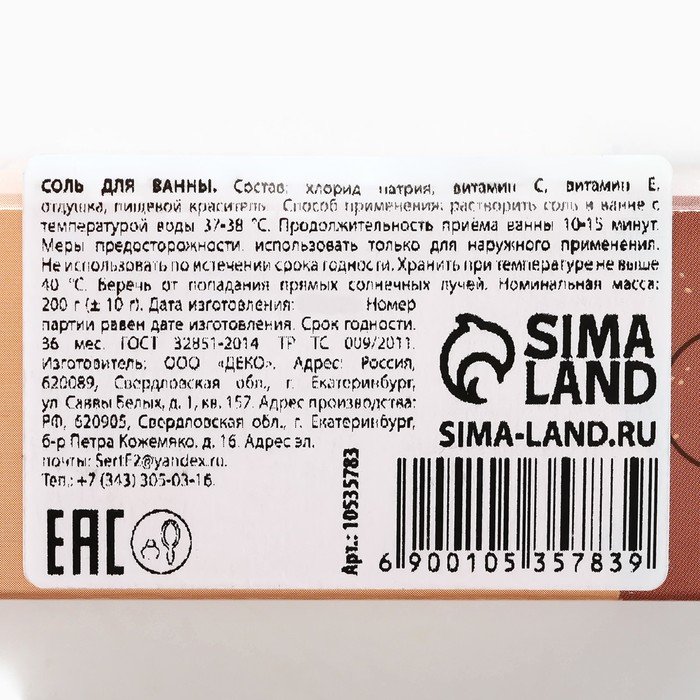 СОЛЬ ДЛЯ ВАННЫ. Состав: хлорид натрия, витамин С, витамин Е,
отдушка, пищевой краситель. Способ применения: растворить соль в ванне с
температурой воды 37-38 °С. Продолжительность приёма ванны 10-15 минут.
Меры предосторожности: использовать только для наружного применения.
Не использовать по истечении срока годности. Хранить при температуре не выше
40 °С. Беречь от попадания прямых солнечных лучей. Номинальная масса:
200 г (± 10 г). Дата изготовления: Номер
партии равен дате изготовления. Срок годности:
36 мес. ГОСТ 32851-2014 ТР ТС 009/2011.
Изготовитель: ООО «ДЕКО». Адрес: Россия,
620089, Свердловская обл., г. Екатеринбург,
ул. Саввы Белых, д. 1, кв. 157. Адрес производства:
РФ, 620905, Свердловская обл., г. Екатеринбург,
б-р Петра Кожемяко, д. 16. Адрес эл.
почты: SertF2@yandex.ru.
Тел.: +7 (343) 305-03-16.
SIMA
LAND
SIMA-LAND.RU
EAC
Арт.: 10535783
6 900105 357839